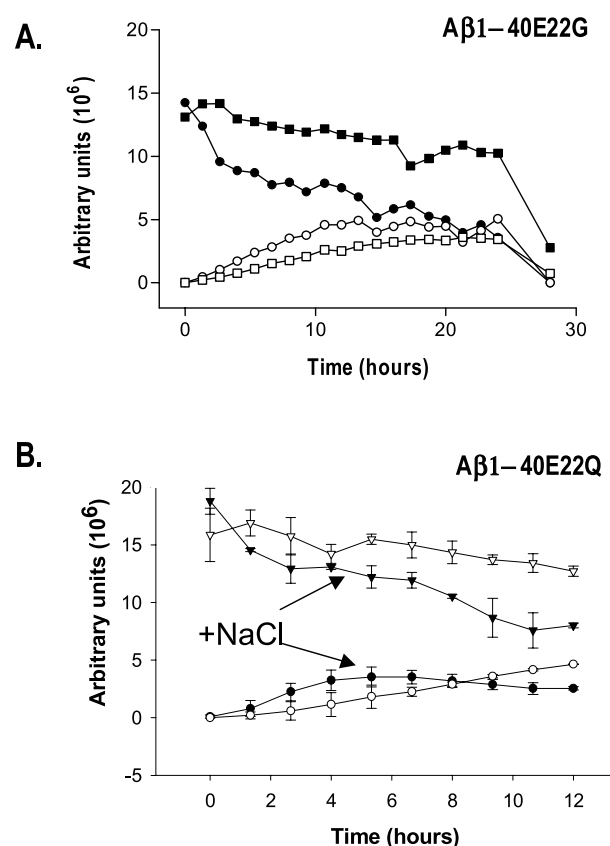 A.
Aβ1–40E22G
Arbitrary units (10⁶)
20
15
10
5
0
0 10 20 30
Time (hours)
B.
Aβ1–40E22Q
Arbitrary units (10⁶)
20
15
10
5
0
-5
+NaCl
0 2 4 6 8 10 12
Time (hours)